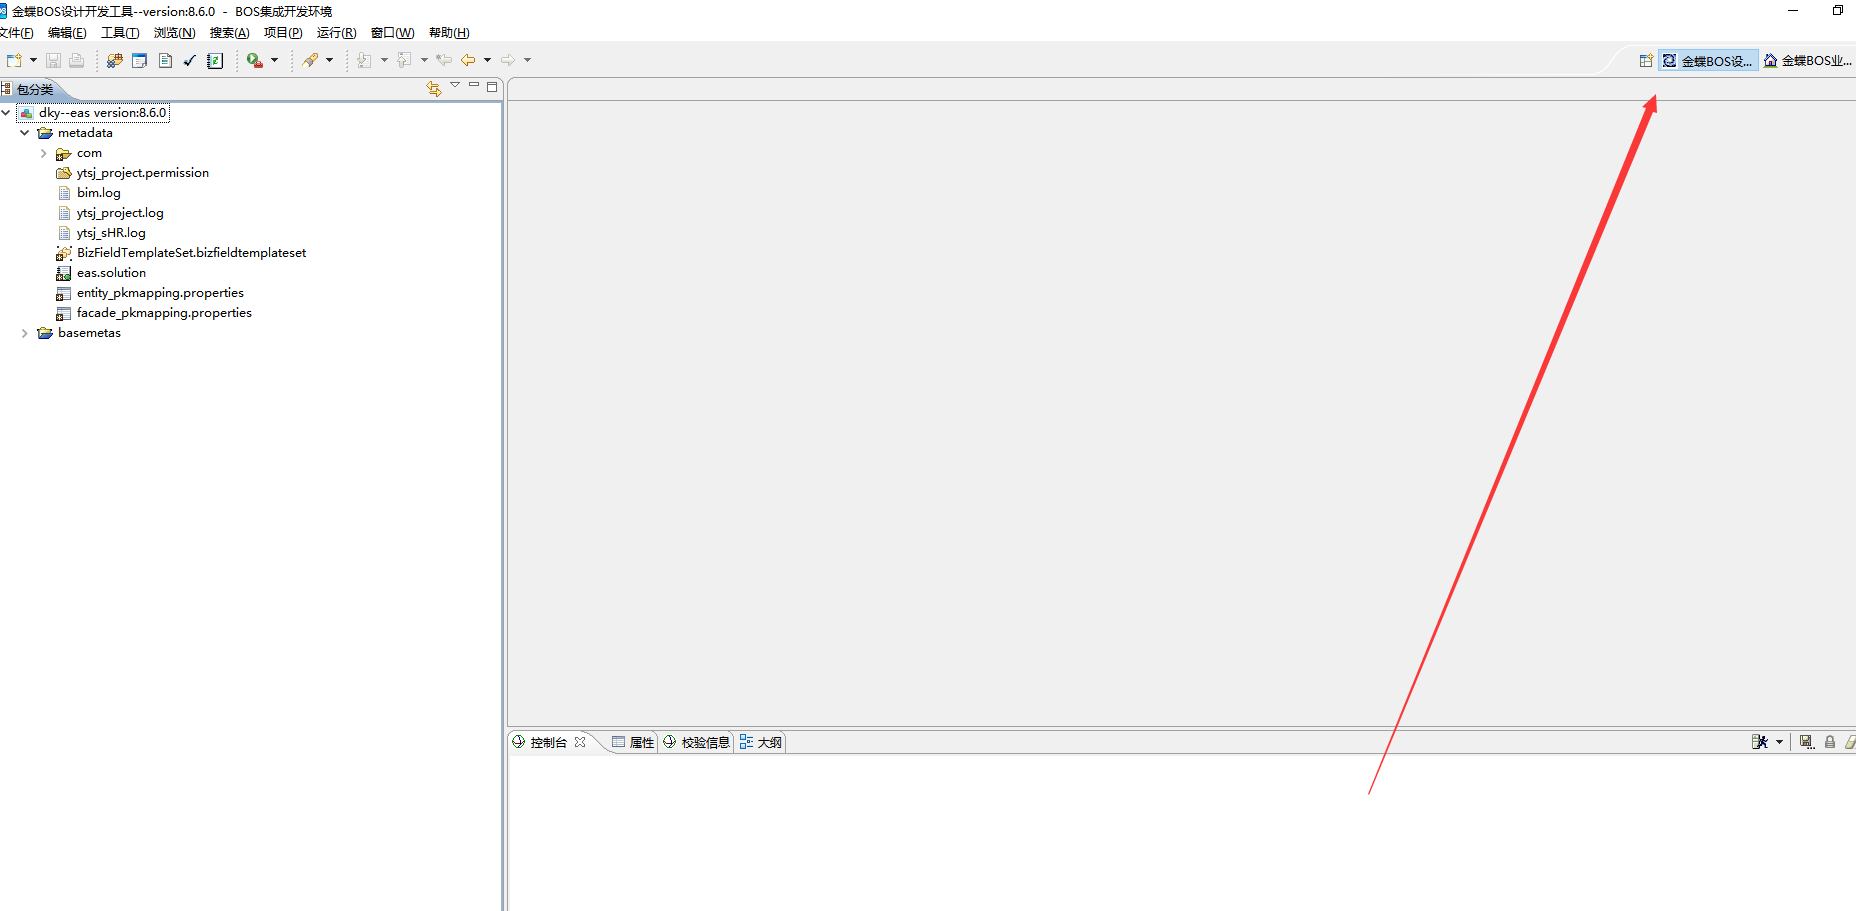 金蝶BOS设计开发工具--version:8.6.0 - BOS集成开发环境
文件(F) 编辑(E) 工具(T) 浏览(N) 搜索(A) 项目(P) 运行(R) 窗口(W) 帮助(H)
金蝶BOS设... 金蝶BOS业...
包分类
dky--eas version:8.6.0
metadata
com
ytsj_project.permission
bim.log
ytsj_project.log
ytsj_sHR.log
BizFieldTemplateSet.bizfieldtemplateset
eas.solution
entity_pkmapping.properties
facade_pkmapping.properties
basemetas
控制台 属性 校验信息 大纲